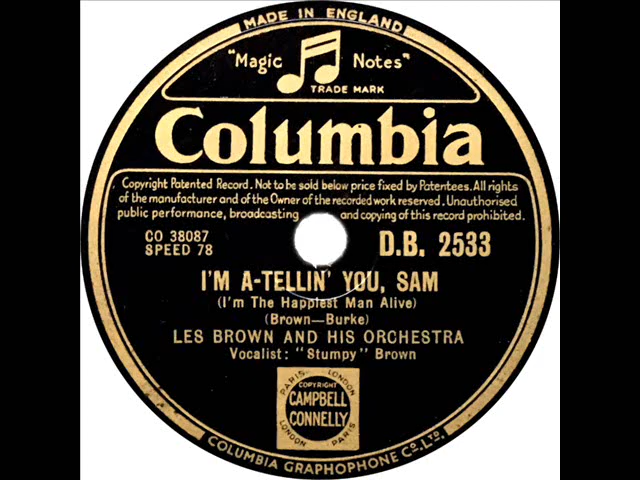 MADE IN ENGLAND
"Magic Notes"
TRADE MARK
Columbia
Copyright Patented Record. Not to be sold below price fixed by Patentees. All rights
of the manufacturer and of the Owner of the recorded work reserved. Unauthorised
public performance, broadcasting and copying of this record prohibited.
CO 38087
SPEED 78
D.B. 2533
I'M A-TELLIN' YOU, SAM
(I'm The Happiest Man Alive)
(Brown—Burke)
LES BROWN AND HIS ORCHESTRA
Vocalist: "Stumpy" Brown
PARIS LONDON
COPYRIGHT
CAMPBELL
CONNELLY
LONDON PARIS
COLUMBIA GRAPHOPHONE CO. LTD.